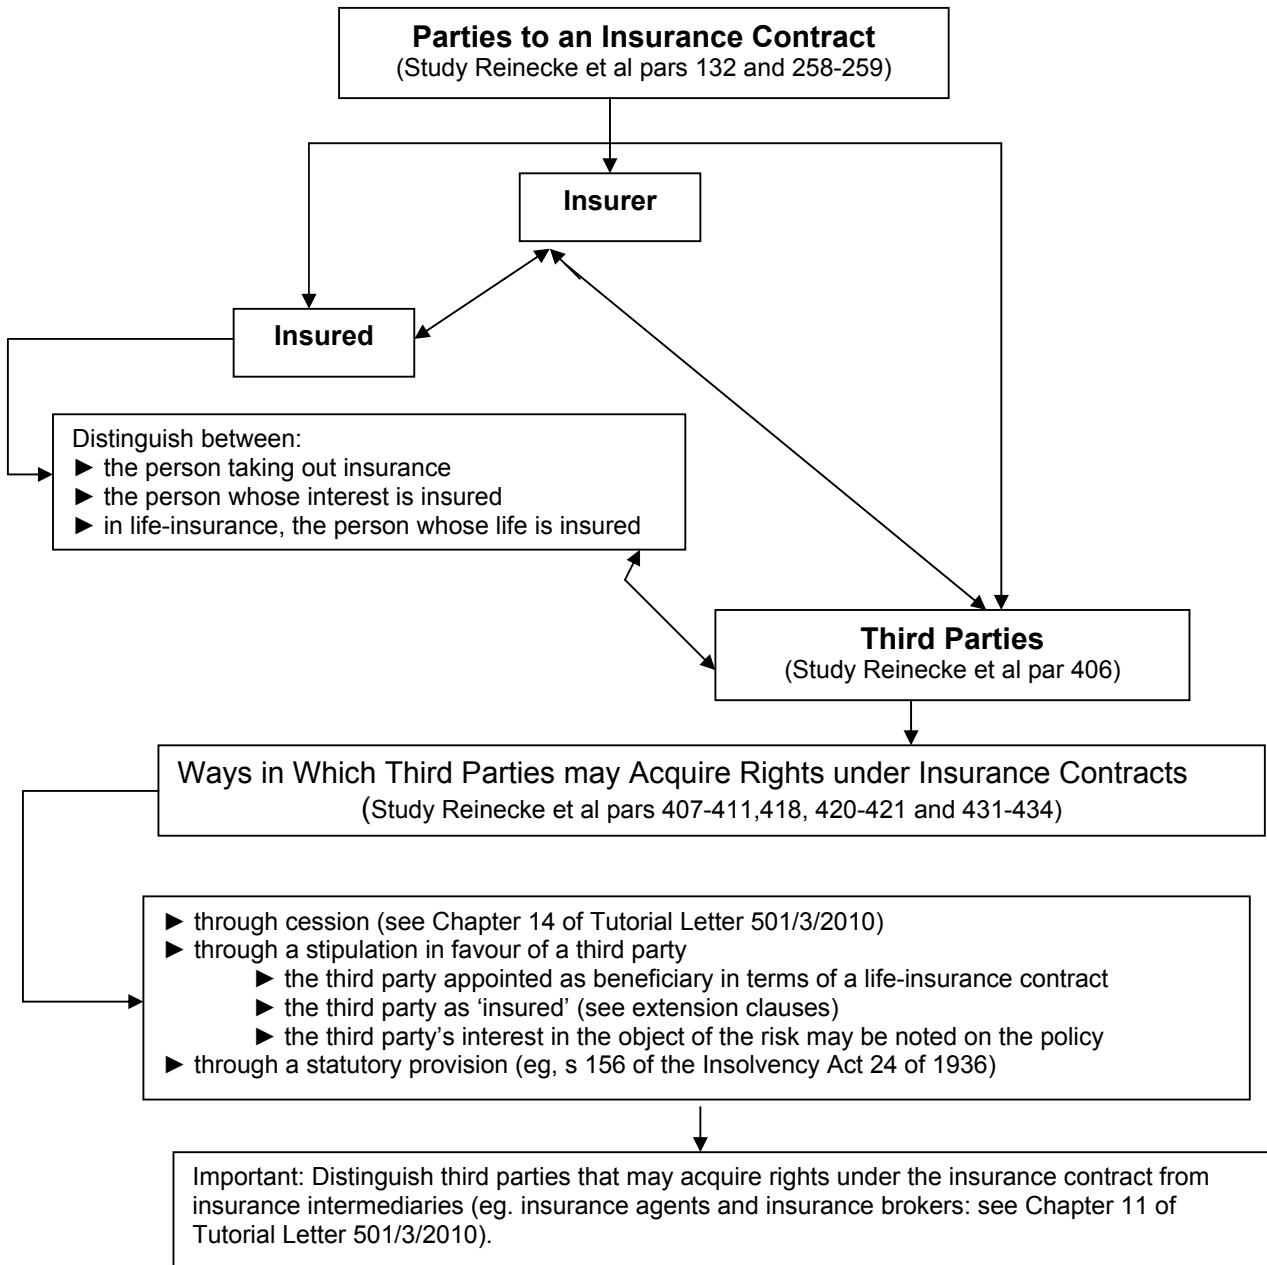 Parties to an Insurance Contract
(Study Reinecke et al pars 132 and 258-259)
Insurer
Insured
Distinguish between:
► the person taking out insurance
► the person whose interest is insured
► in life-insurance, the person whose life is insured
Third Parties
(Study Reinecke et al par 406)
Ways in Which Third Parties may Acquire Rights under Insurance Contracts
(Study Reinecke et al pars 407-411,418, 420-421 and 431-434)
► through cession (see Chapter 14 of Tutorial Letter 501/3/2010)
► through a stipulation in favour of a third party
► the third party appointed as beneficiary in terms of a life-insurance contract
► the third party as ‘insured’ (see extension clauses)
► the third party’s interest in the object of the risk may be noted on the policy
► through a statutory provision (eg, s 156 of the Insolvency Act 24 of 1936)
Important: Distinguish third parties that may acquire rights under the insurance contract from
insurance intermediaries (eg. insurance agents and insurance brokers: see Chapter 11 of
Tutorial Letter 501/3/2010).